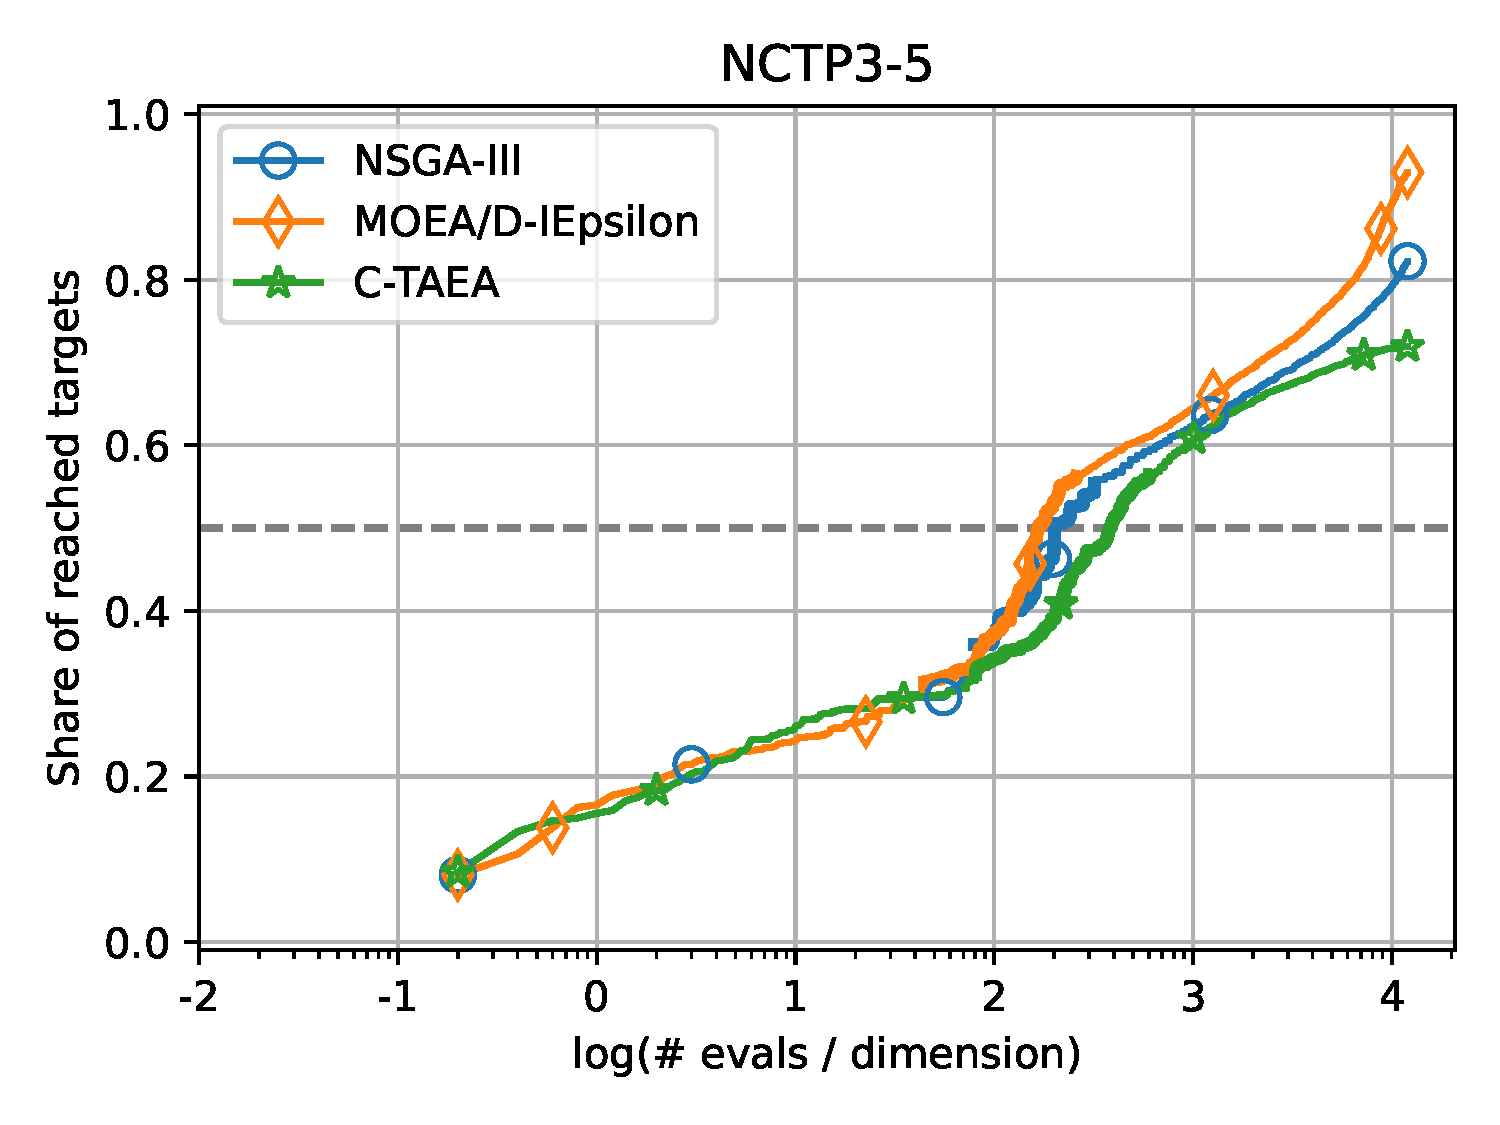 NCTP3-5
1.0
0.8
0.6
0.4
0.2
0.0
Share of reached targets
NSGA-III
MOEA/D-IEpsilon
C-TAEA
-2 -1 0 1 2 3 4
log(# evals / dimension)